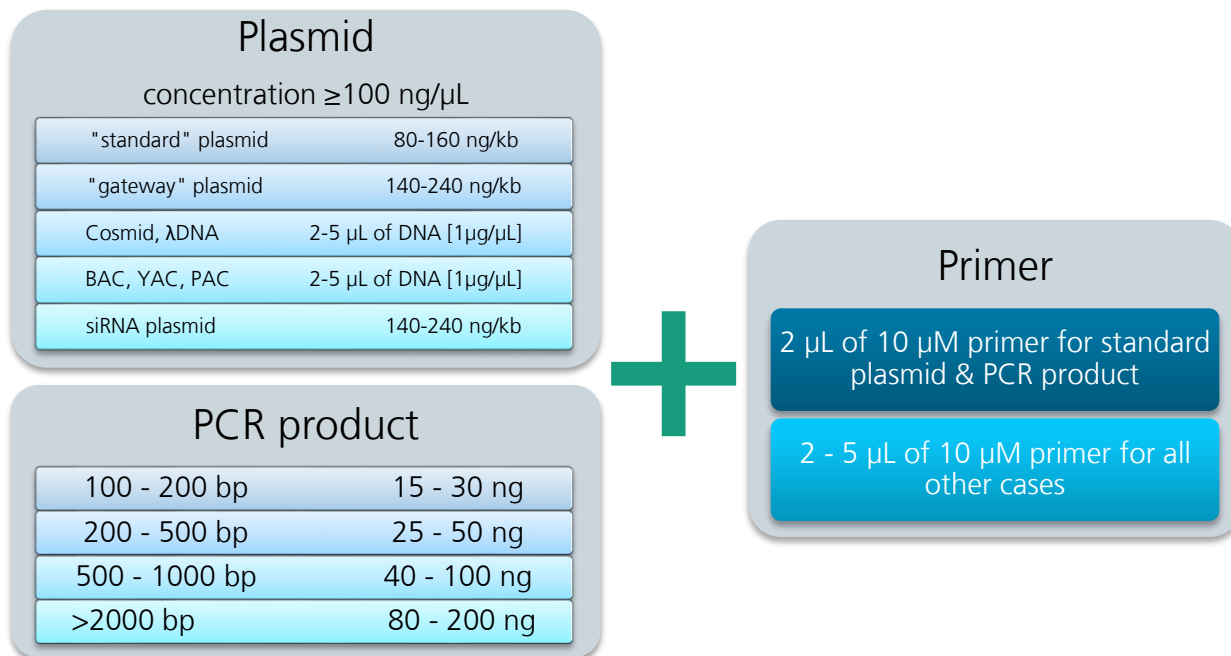 Plasmid
concentration ≥100 ng/µL
"standard" plasmid 80-160 ng/kb
"gateway" plasmid 140-240 ng/kb
Cosmid, λDNA 2-5 µL of DNA [1µg/µL]
BAC, YAC, PAC 2-5 µL of DNA [1µg/µL]
siRNA plasmid 140-240 ng/kb
PCR product
100 - 200 bp 15 - 30 ng
200 - 500 bp 25 - 50 ng
500 - 1000 bp 40 - 100 ng
>2000 bp 80 - 200 ng
Primer
2 µL of 10 µM primer for standard
plasmid & PCR product
2 - 5 µL of 10 µM primer for all
other cases